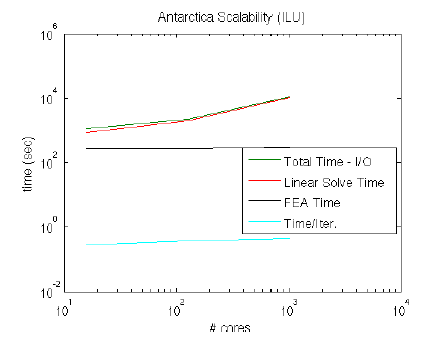 Antarctica Scalability (ILU)
10^6
10^4
10^2
10^0
10^-2
time (sec)
Total Time - I/O
Linear Solve Time
FEA Time
Time/Iter.
10^1
10^2
10^3
10^4
# cores